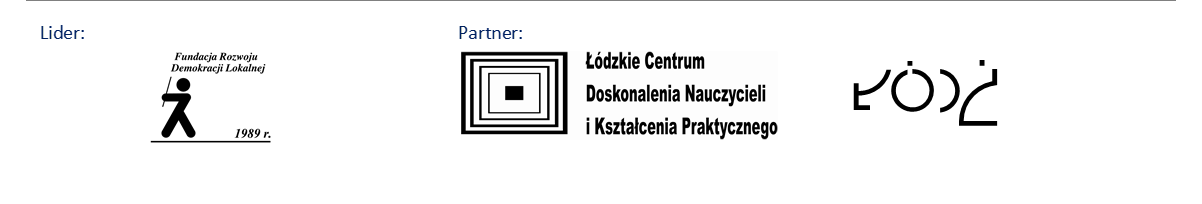 Lider:
Fundacja Rozwoju
Demokracji Lokalnej
1989 r.
Partner:
Łódzkie Centrum
Doskonalenia Nauczycieli
i Kształcenia Praktycznego
ŁÓDŹ